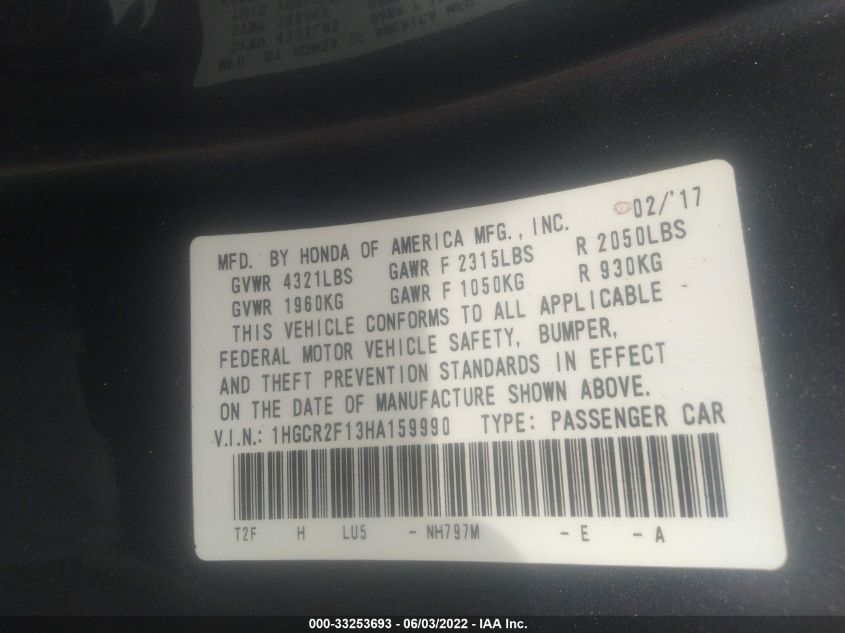 02/'17
MFD. BY HONDA OF AMERICA MFG., INC.
GVWR 4321LBS GAWR F 2315LBS R 2050LBS
GVWR 1960KG GAWR F 1050KG R 930KG
THIS VEHICLE CONFORMS TO ALL APPLICABLE
FEDERAL MOTOR VEHICLE SAFETY, BUMPER,
AND THEFT PREVENTION STANDARDS IN EFFECT
ON THE DATE OF MANUFACTURE SHOWN ABOVE.
V.I.N.: 1HGCR2F13HA159990 TYPE: PASSENGER CAR
T2F H LU5 - NH797M - E - A
000-33253693 - 06/03/2022 - IAA Inc.